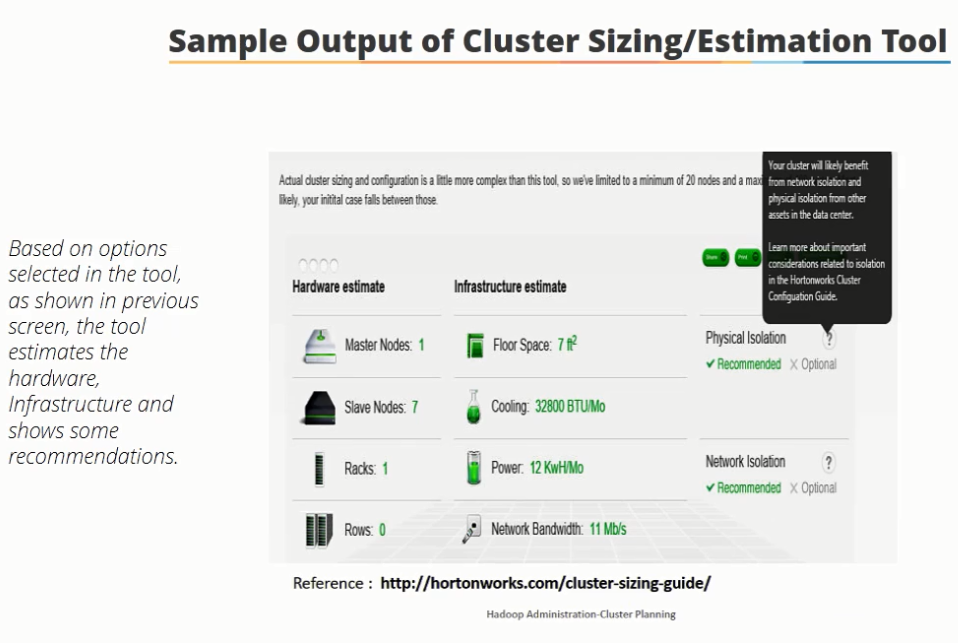 Sample Output of Cluster Sizing/Estimation Tool
Based on options
selected in the tool,
as shown in previous
screen, the tool
estimates the
hardware,
Infrastructure and
shows some
recommendations.
Actual cluster sizing and configuration is a little more complex than this tool, so we've limited to a minimum of 20 nodes and a maxi
likely, your initital case falls between those.
Your cluster will likely benefit
from network isolation and
physical isolation from other
assets in the data center.
Learn more about important
considerations related to isolation
in the Hortonworks Cluster
Configuation Guide.
Share
Print
Hardware estimate
Master Nodes: 1
Slave Nodes: 7
Racks: 1
Rows: 0
Infrastructure estimate
Floor Space: 7 ft²
Cooling: 32800 BTU/Mo
Power: 12 KwH/Mo
Network Bandwidth: 11 Mb/s
Physical Isolation ?
✔ Recommended X Optional
Network Isolation ?
✔ Recommended X Optional
Reference : http://hortonworks.com/cluster-sizing-guide/
Hadoop Administration-Cluster Planning